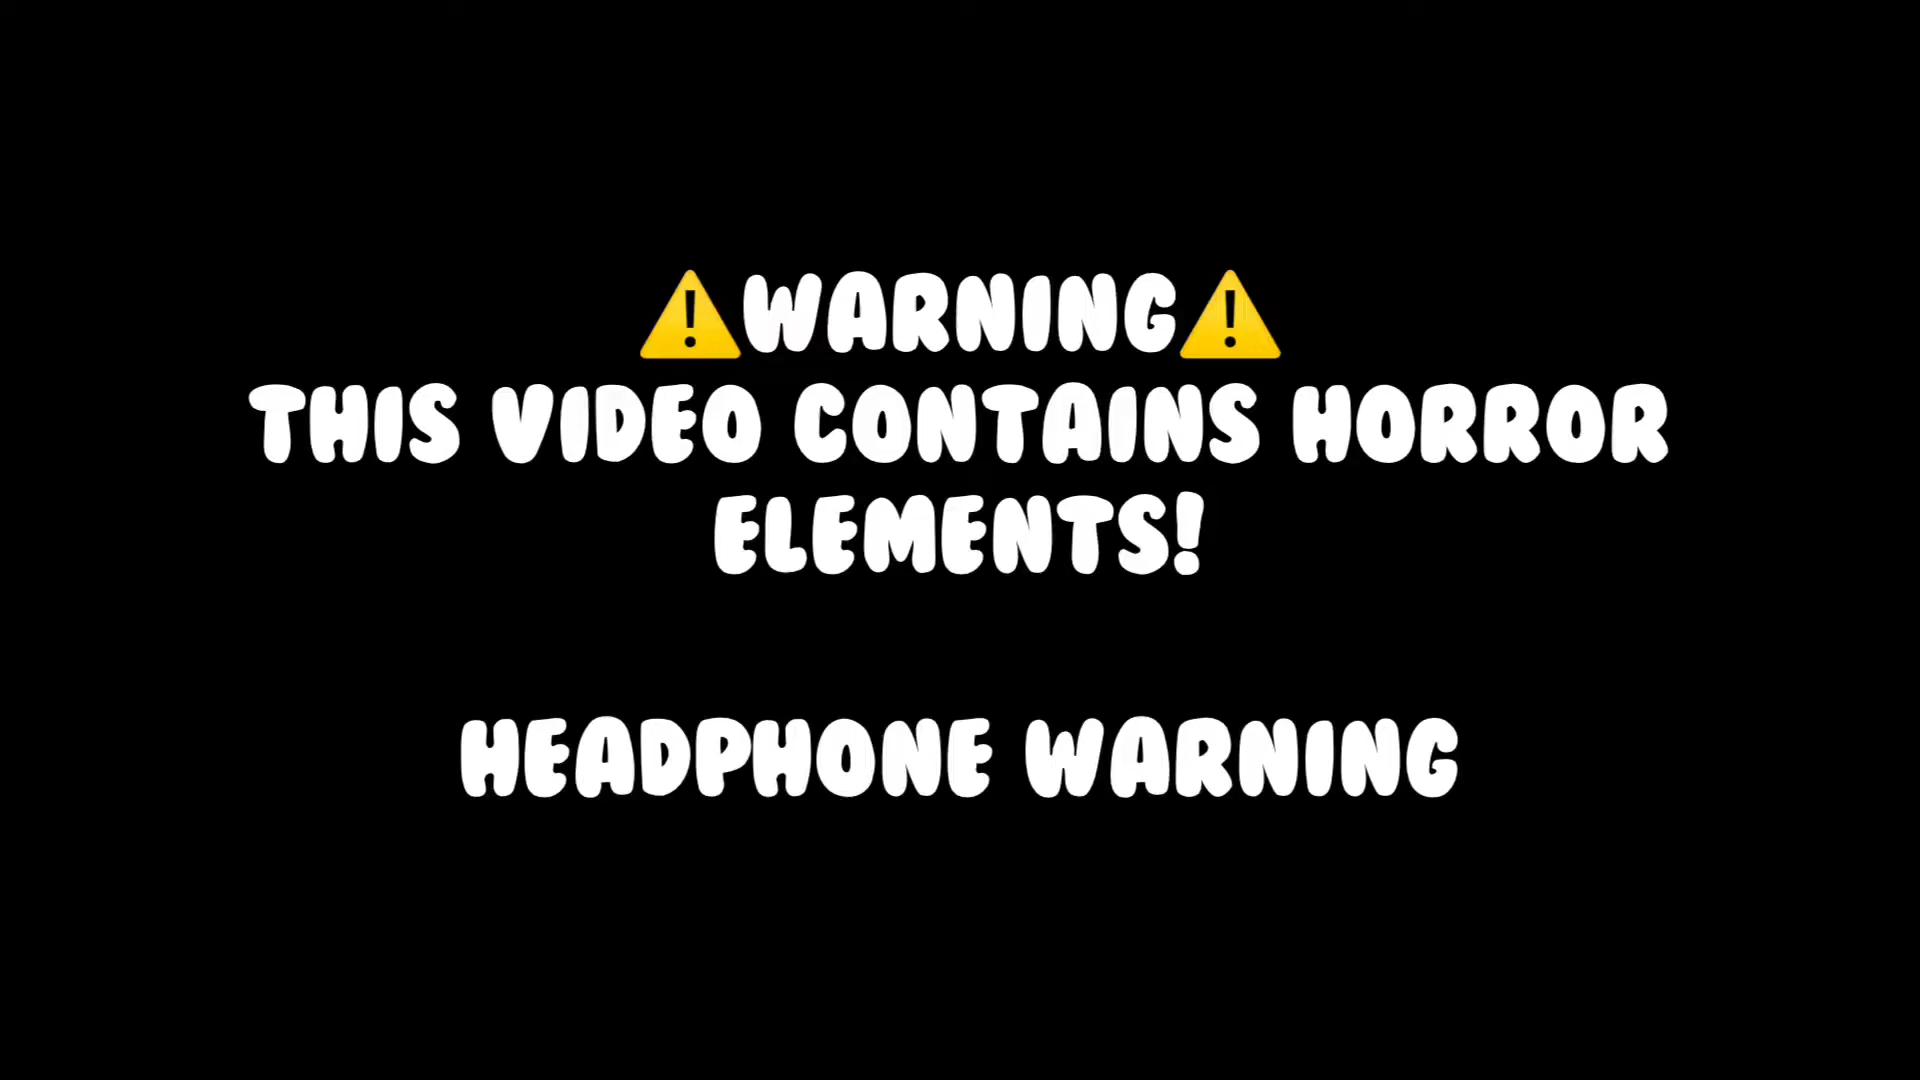 ⚠️WARNING⚠️
THIS VIDEO CONTAINS HORROR
ELEMENTS!
HEADPHONE WARNING